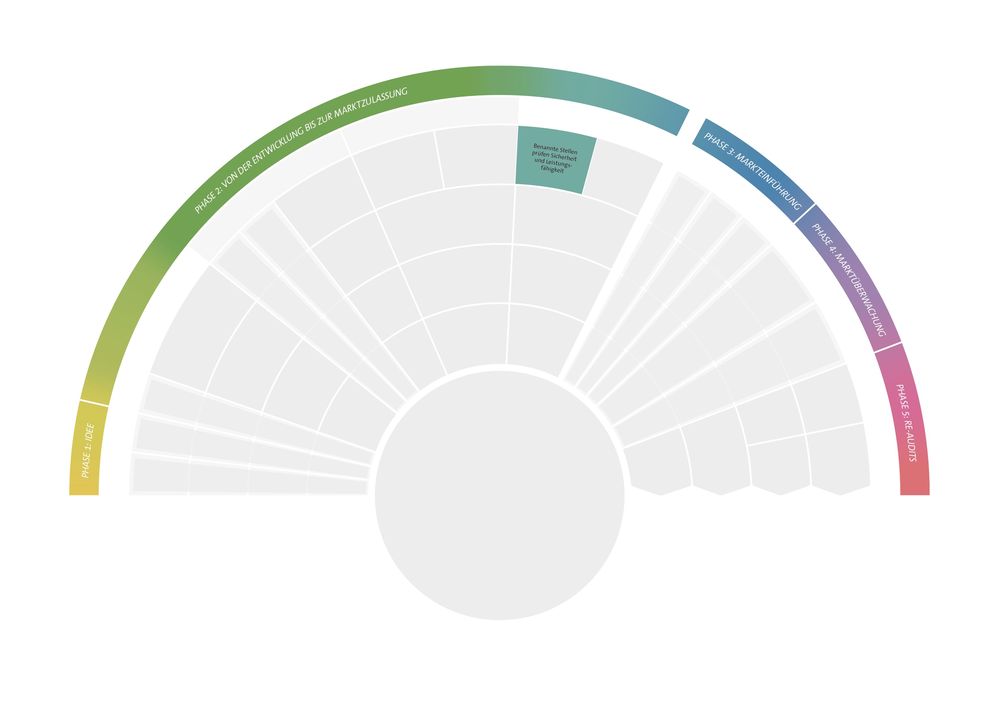 PHASE 1: IDEE
PHASE 2: VON DER ENTWICKLUNG BIS ZUR MARKTZULASSUNG
Benannte Stellen
prüfen Sicherheit
und Leistungs-
fähigkeit
PHASE 3: MARKTEINFÜHRUNG
PHASE 4: MARKTÜBERWACHUNG
PHASE 5: RE-AUDITS